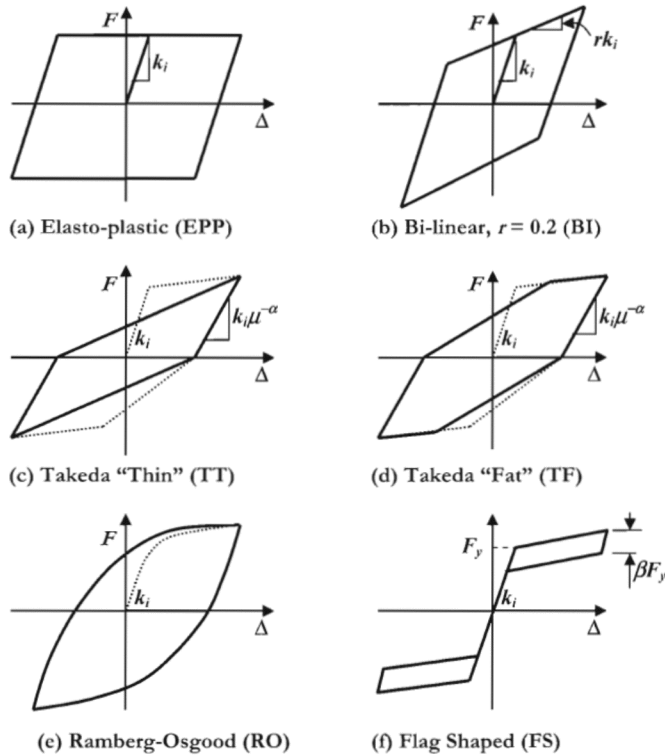 F F
k_i k_i rk_i
Δ Δ
(a) Elasto-plastic (EPP) (b) Bi-linear, r = 0.2 (BI)
F F
k_iμ^{-α} k_iμ^{-α}
k_i k_i
Δ Δ
(c) Takeda “Thin” (TT) (d) Takeda “Fat” (TF)
F F
F_y
βF_y
k_i k_i
Δ Δ
(e) Ramberg-Osgood (RO) (f) Flag Shaped (FS)